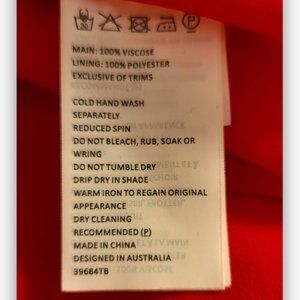 MAIN: 100% VISCOSE
LINING: 100% POLYESTER
EXCLUSIVE OF TRIMS
COLD HAND WASH
SEPARATELY
REDUCED SPIN
DO NOT BLEACH, RUB, SOAK OR
WRING
DO NOT TUMBLE DRY
DRIP DRY IN SHADE
WARM IRON TO REGAIN ORIGINAL
APPEARANCE
DRY CLEANING
RECOMMENDED (P)
MADE IN CHINA
DESIGNED IN AUSTRALIA
39684TB